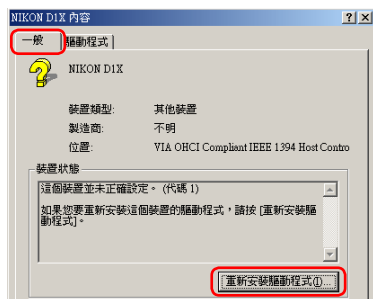 NIKON D1X 內容
一般
驅動程式
NIKON D1X
裝置類型: 其他裝置
製造商: 不明
位置: VIA OHCI Compliant IEEE 1394 Host Contro
裝置狀態
這個裝置並未正確設定。 (代碼 1)
如果您要重新安裝這個裝置的驅動程式，請按 [重新安裝驅
動程式]。
重新安裝驅動程式(I)...